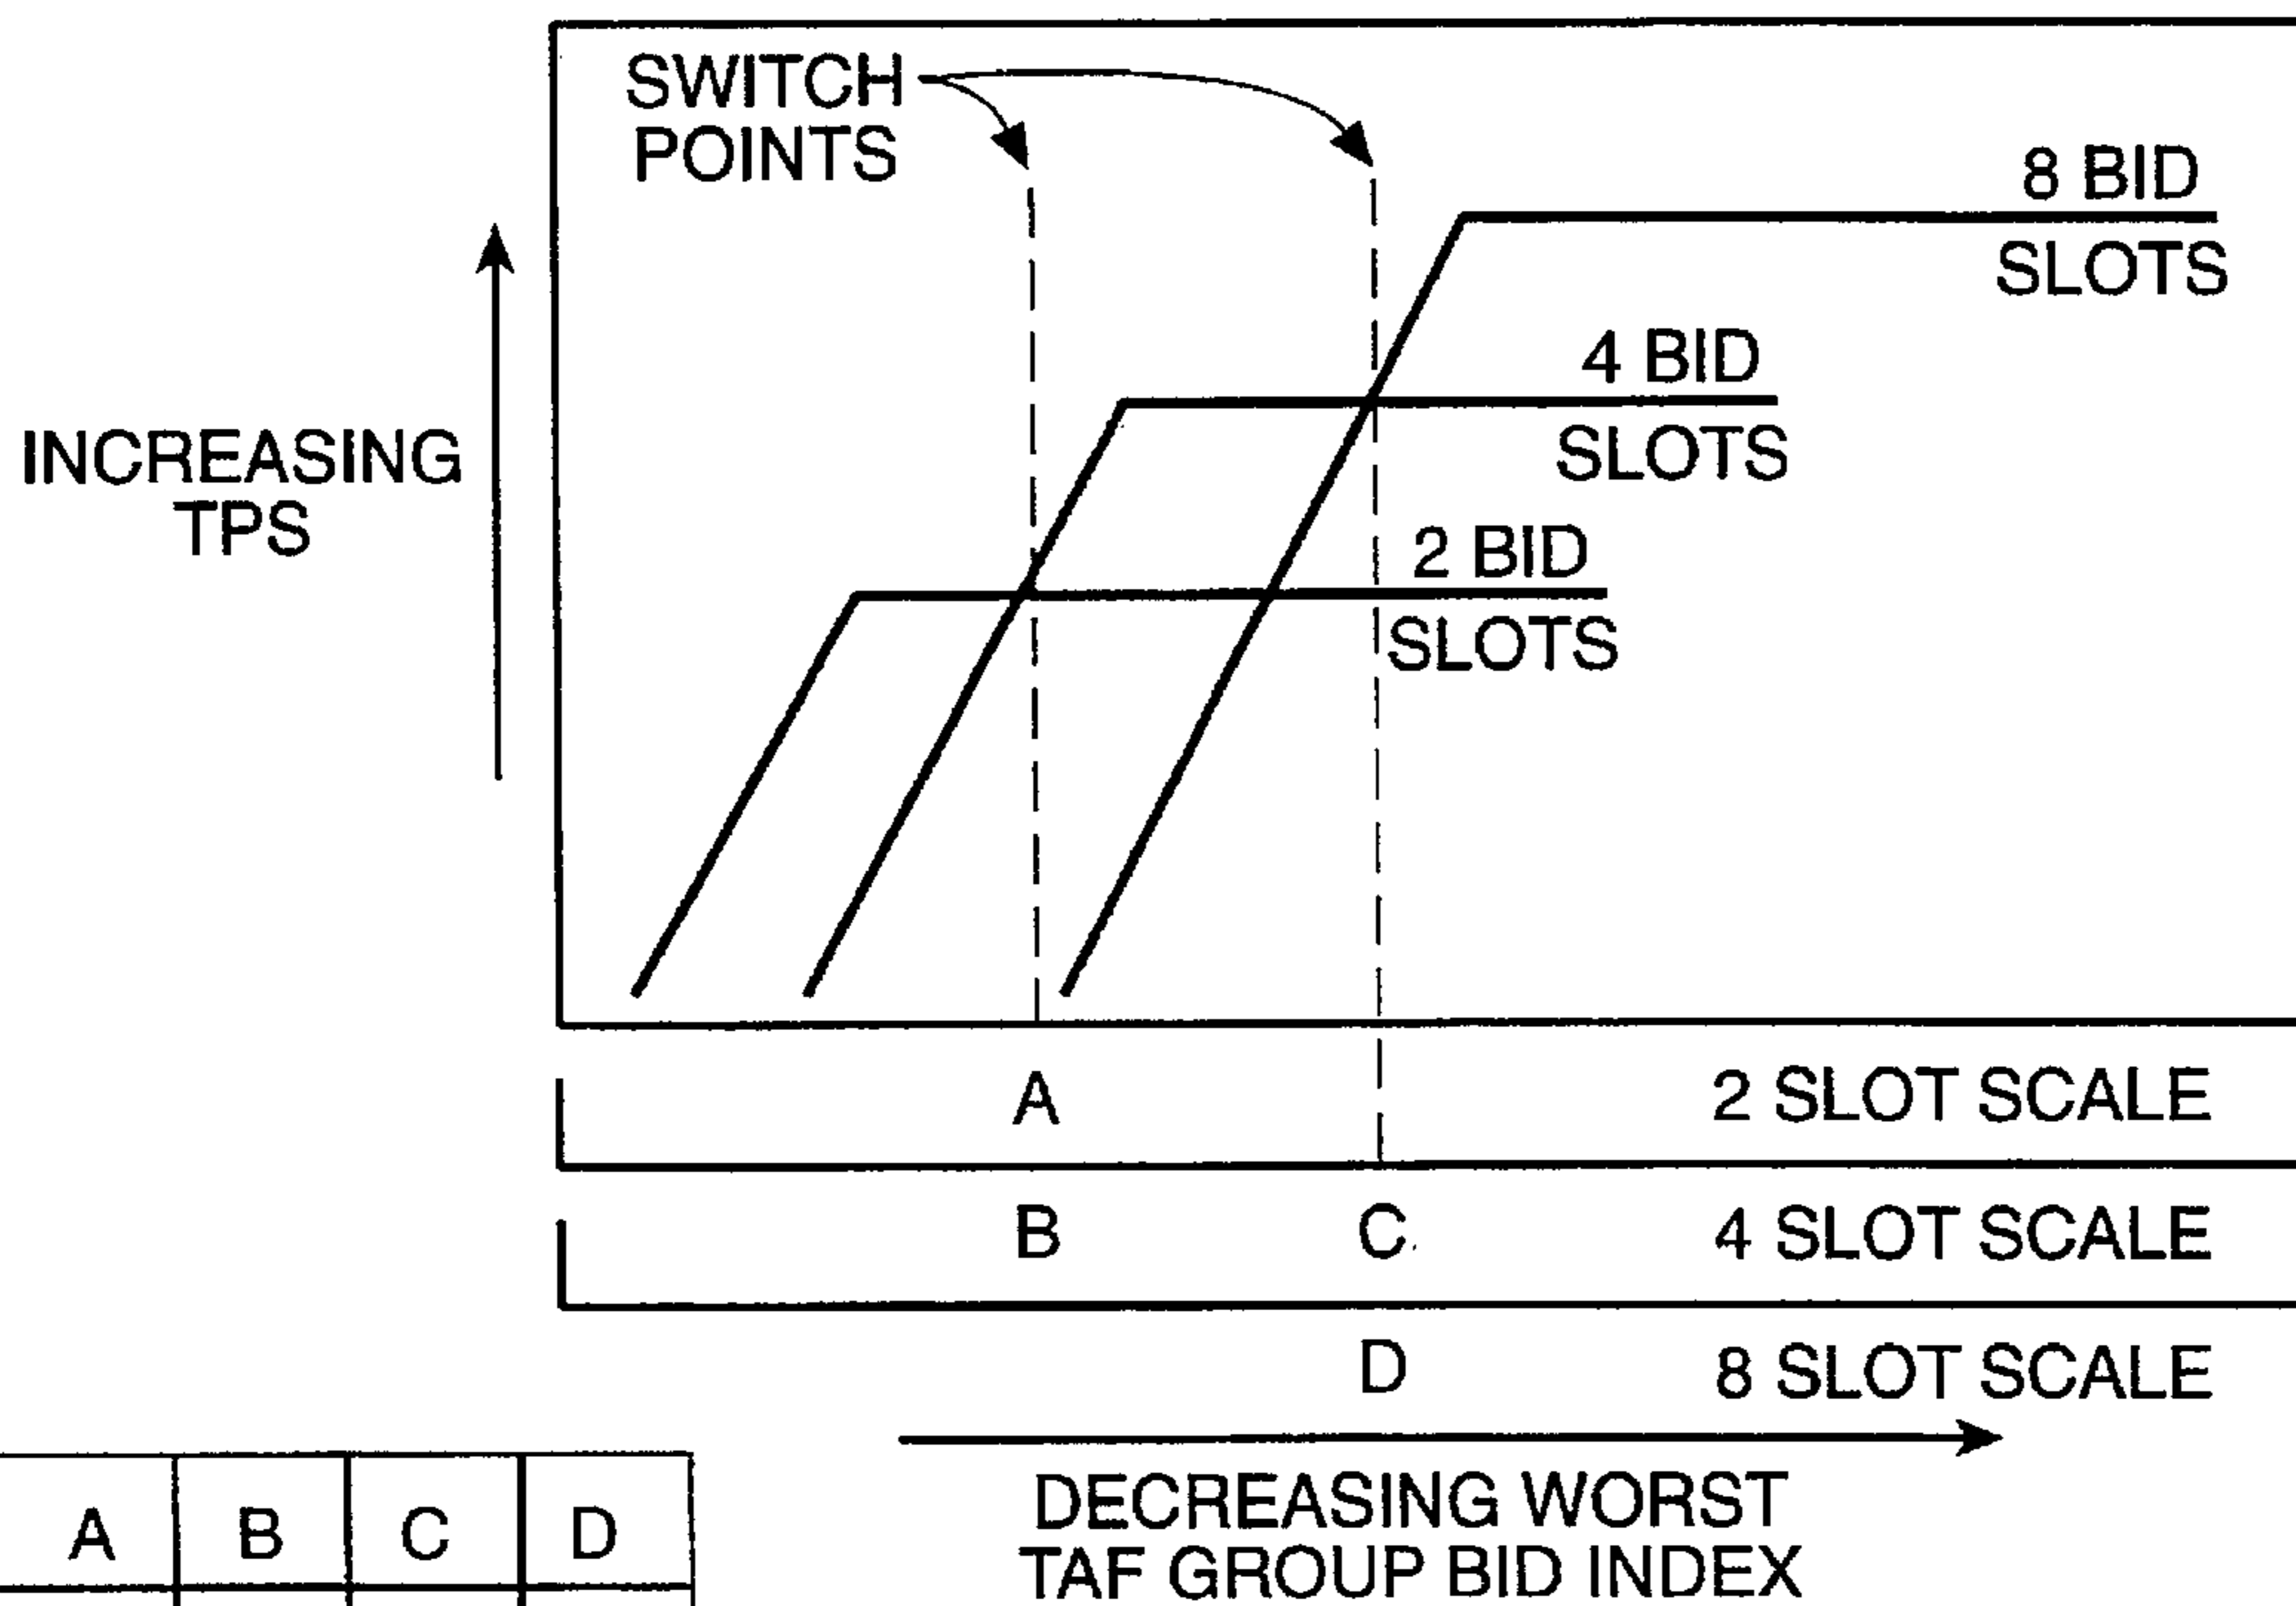 SWITCH
POINTS
8 BID
SLOTS
4 BID
SLOTS
INCREASING
TPS
2 BID
SLOTS
A 2 SLOT SCALE
B C 4 SLOT SCALE
D 8 SLOT SCALE
DECREASING WORST
TAF GROUP BID INDEX
A B C D